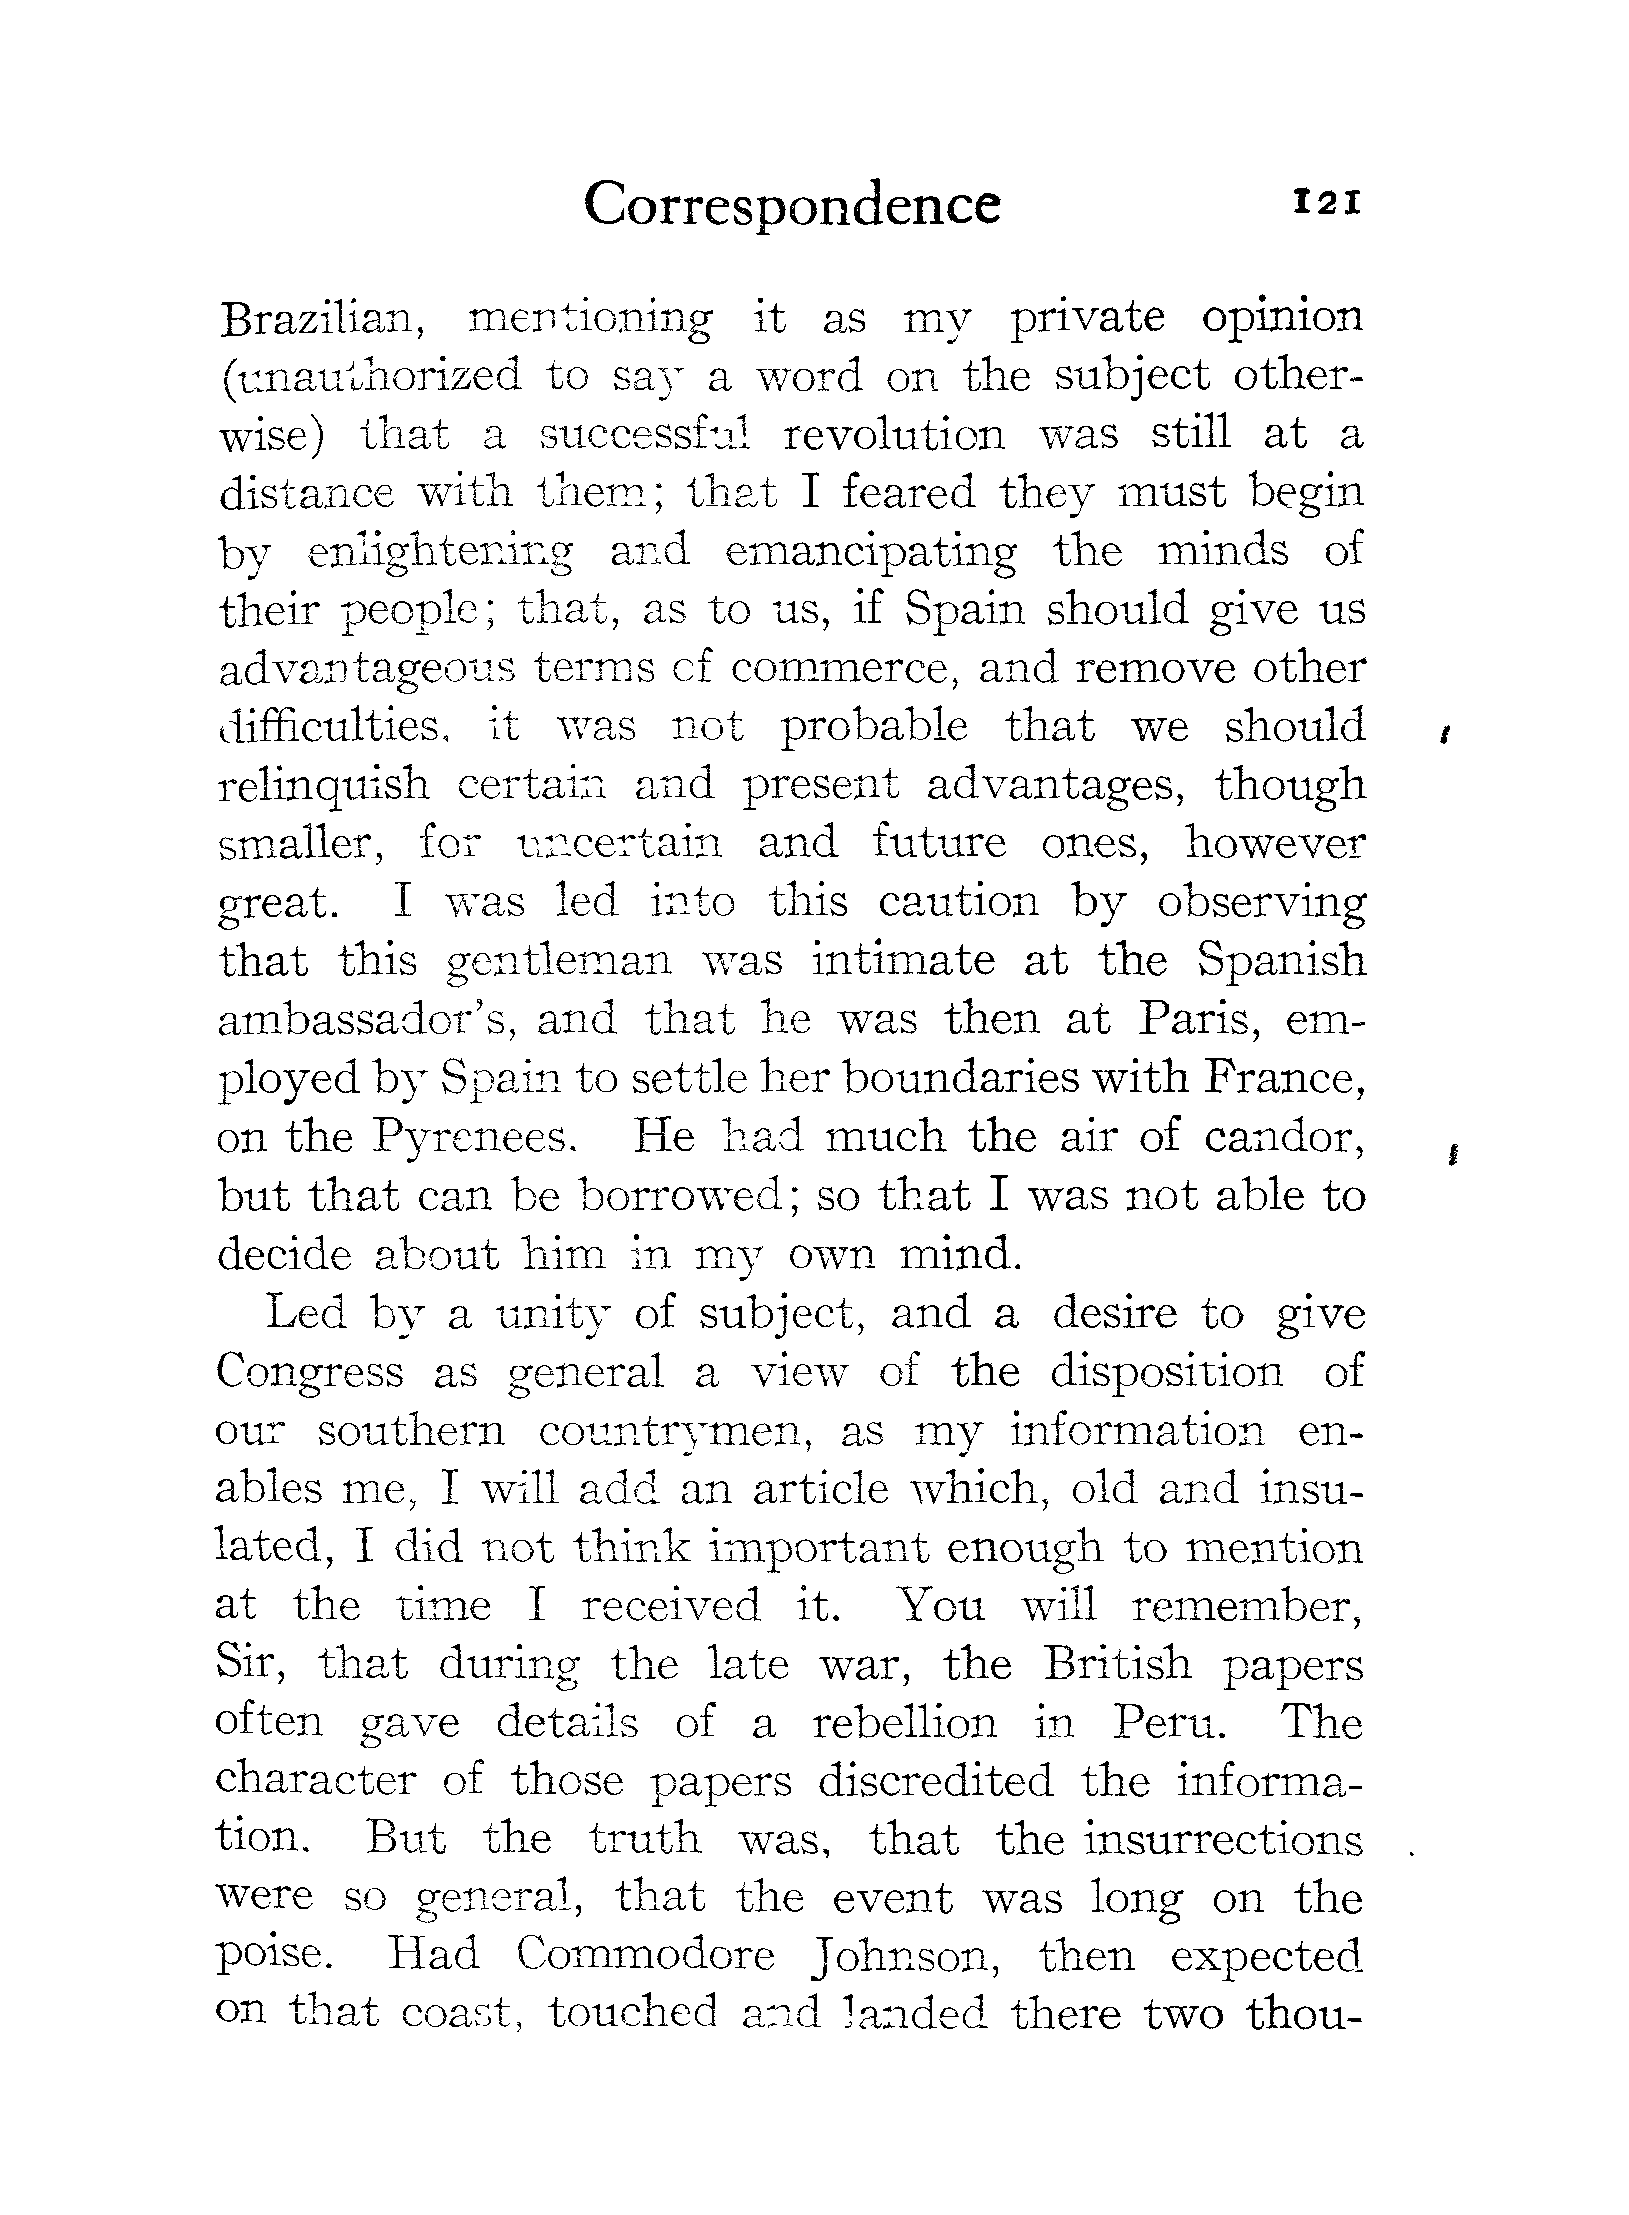 Correspondence 121
Brazilian, mentioning it as my private opinion
(unauthorized to say a word on the subject other-
wise) that a successful revolution was still at a
distance with them; that I feared they must begin
by enlightening and emancipating the minds of
their people; that, as to us, if Spain should give us
advantageous terms of commerce, and remove other
difficulties, it was not probable that we should
relinquish certain and present advantages, though
smaller, for uncertain and future ones, however
great. I was led into this caution by observing
that this gentleman was intimate at the Spanish
ambassador's, and that he was then at Paris, em-
ployed by Spain to settle her boundaries with France,
on the Pyrenees. He had much the air of candor,
but that can be borrowed; so that I was not able to
decide about him in my own mind.
Led by a unity of subject, and a desire to give
Congress as general a view of the disposition of
our southern countrymen, as my information en-
ables me, I will add an article which, old and insu-
lated, I did not think important enough to mention
at the time I received it. You will remember,
Sir, that during the late war, the British papers
often gave details of a rebellion in Peru. The
character of those papers discredited the informa-
tion. But the truth was, that the insurrections
were so general, that the event was long on the
poise. Had Commodore Johnson, then expected
on that coast, touched and landed there two thou-